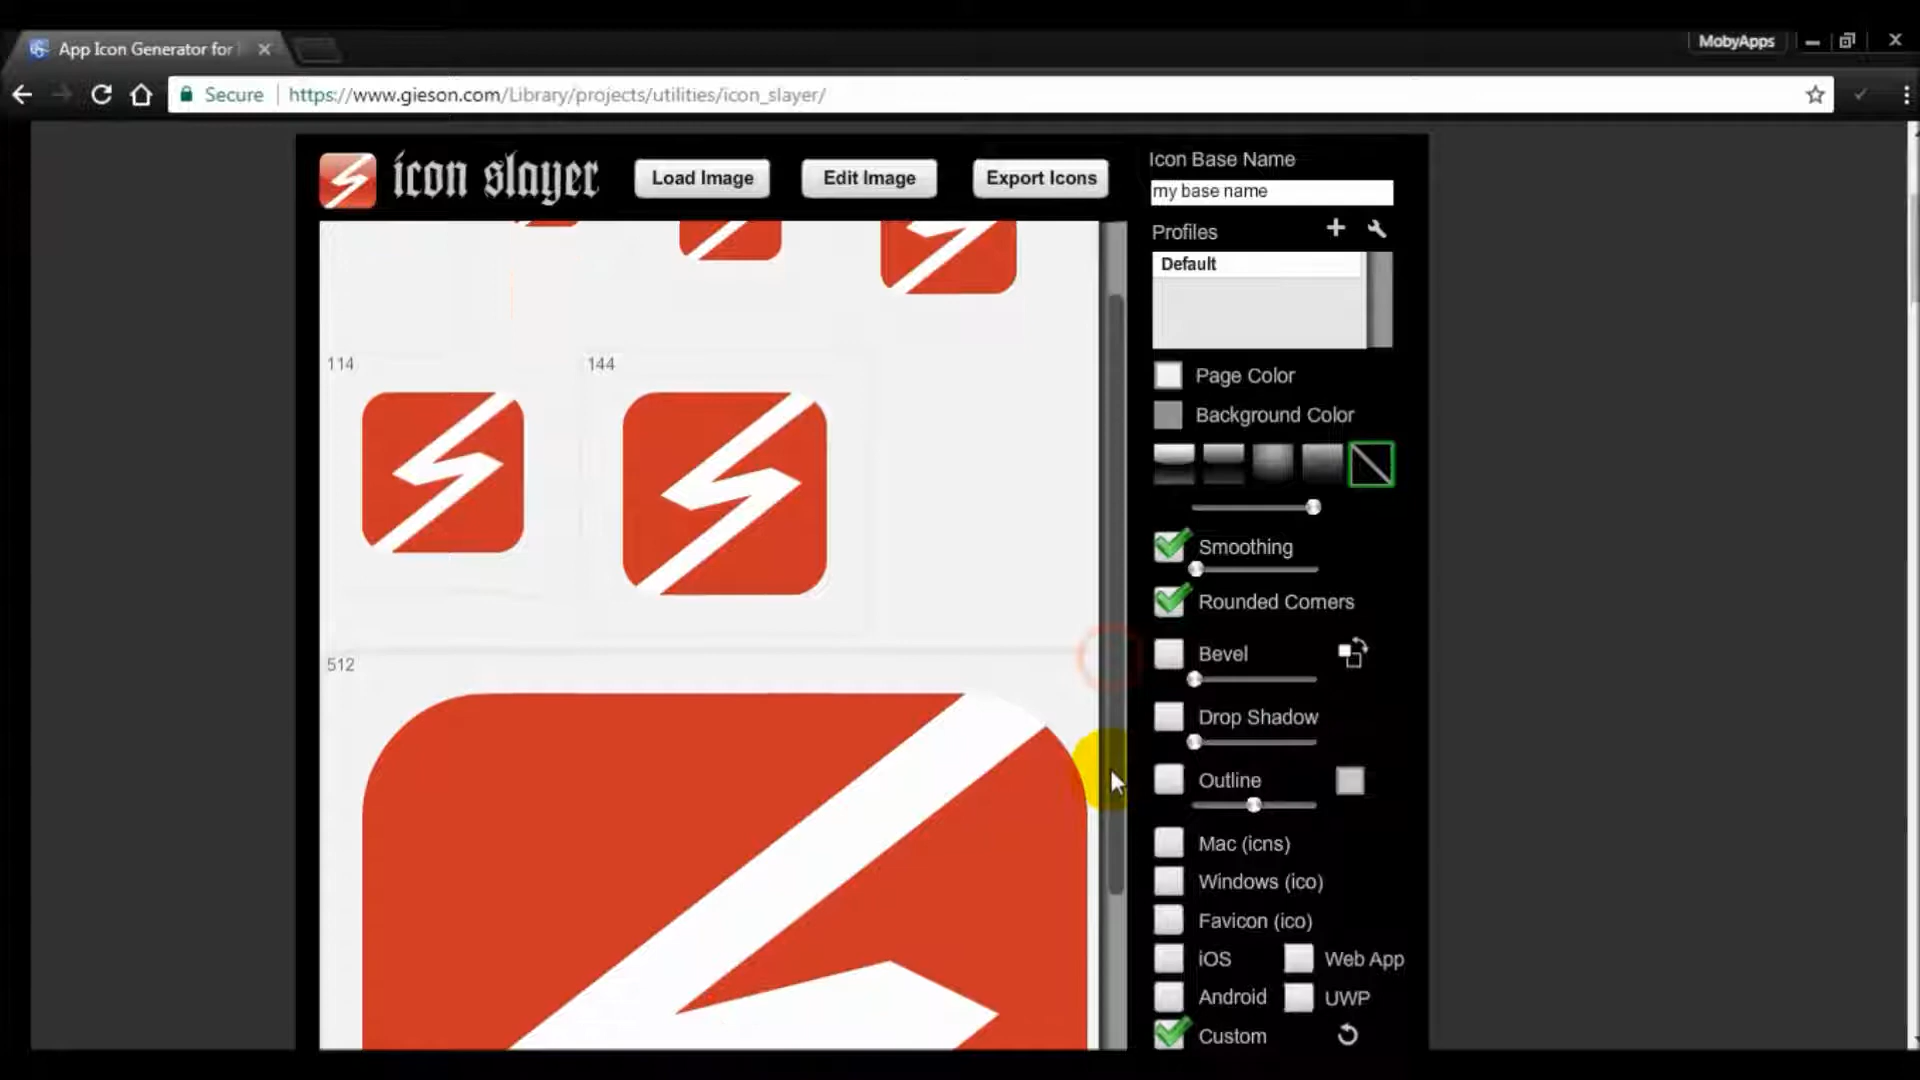 App Icon Generator for
MobyApps
Secure
https://www.gieson.com/Library/projects/utilities/icon_slayer/
icon slayer
Load Image
Edit Image
Export Icons
Icon Base Name
my base name
Profiles
Default
114
144
512
Page Color
Background Color
Smoothing
Rounded Corners
Bevel
Drop Shadow
Outline
Mac (icns)
Windows (ico)
Favicon (ico)
iOS
Web App
Android
UWP
Custom